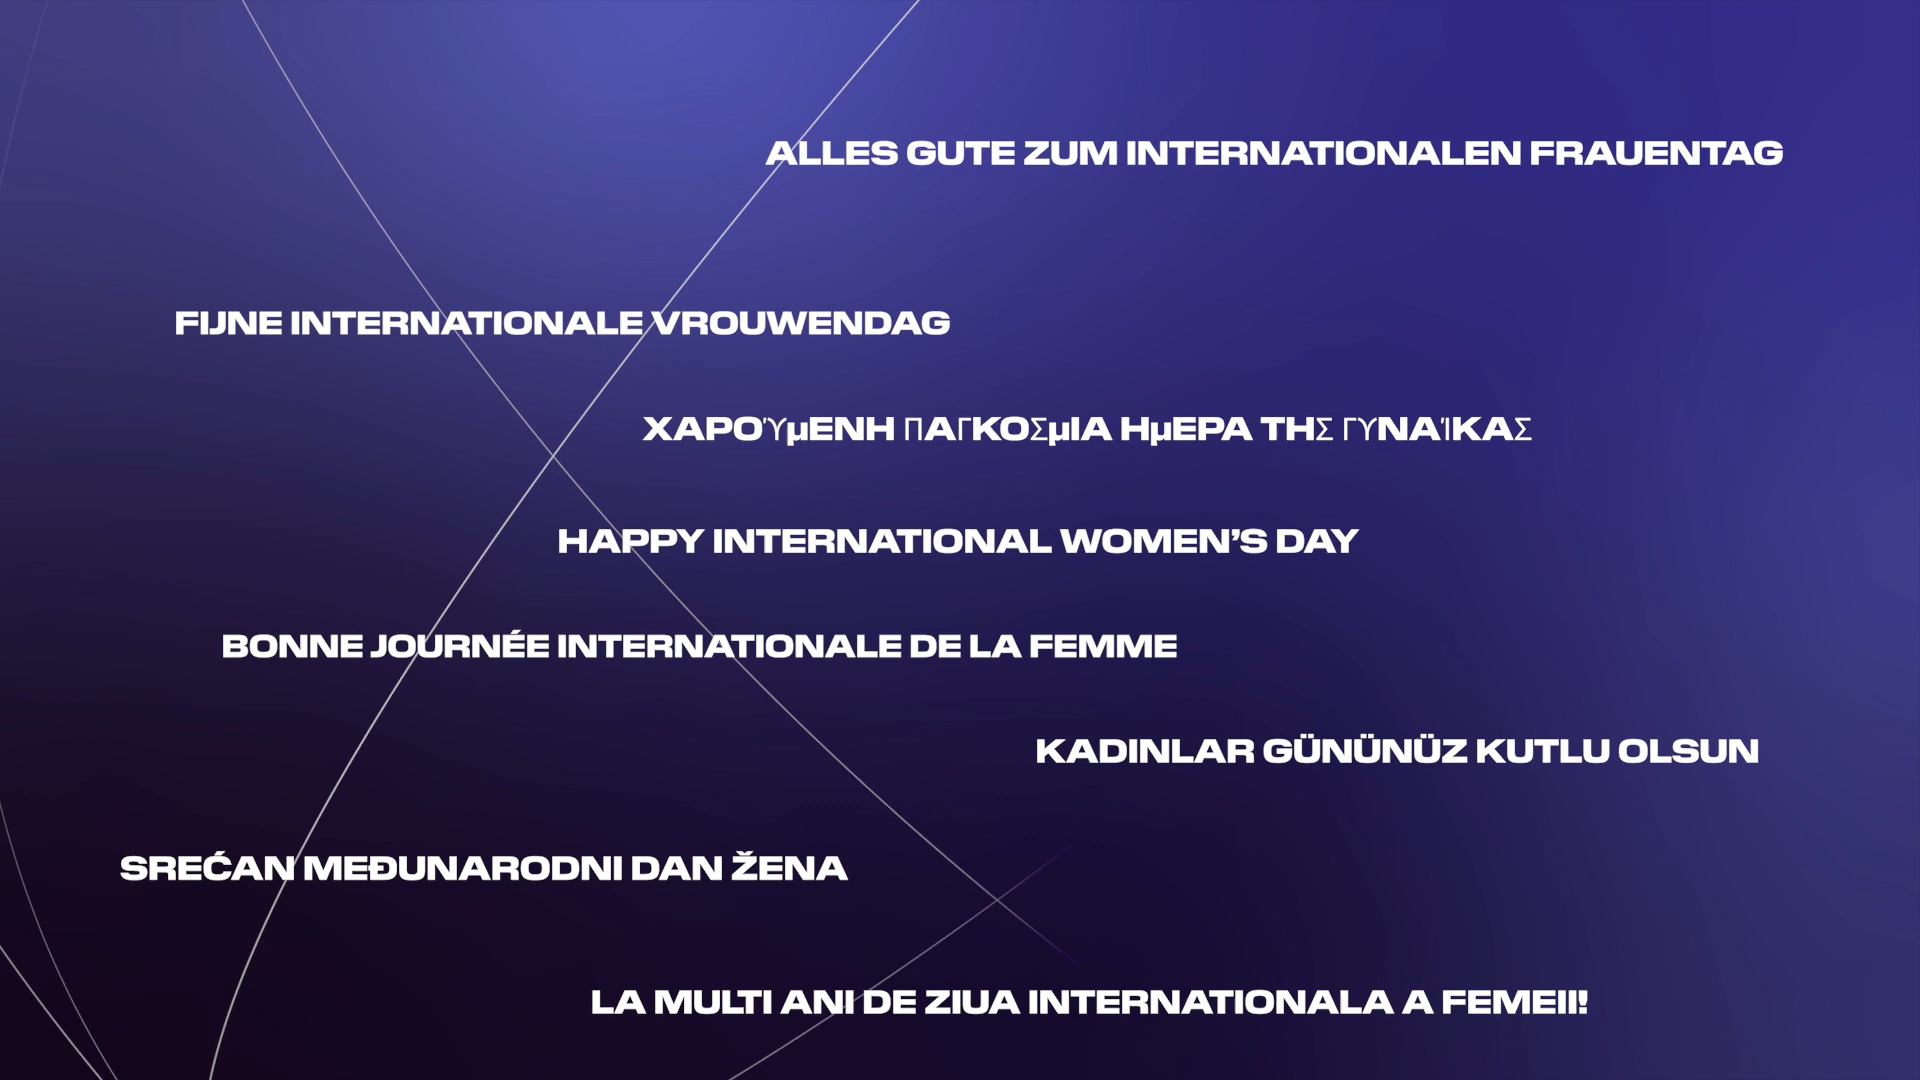 ALLES GUTE ZUM INTERNATIONALEN FRAUENTAG
FIJNE INTERNATIONALE VROUWENDAG
ΧΑΡΟΎµΕΝΗ ΠΑΓΚΟΣµΙΑ ΗµΕΡΑ ΤΗΣ ΓΥΝΑΊΚΑΣ
HAPPY INTERNATIONAL WOMEN’S DAY
BONNE JOURNÉE INTERNATIONALE DE LA FEMME
KADINLAR GÜNÜNÜZ KUTLU OLSUN
SREĆAN MEĐUNARODNI DAN ŽENA
LA MULTI ANI DE ZIUA INTERNATIONALA A FEMEII!